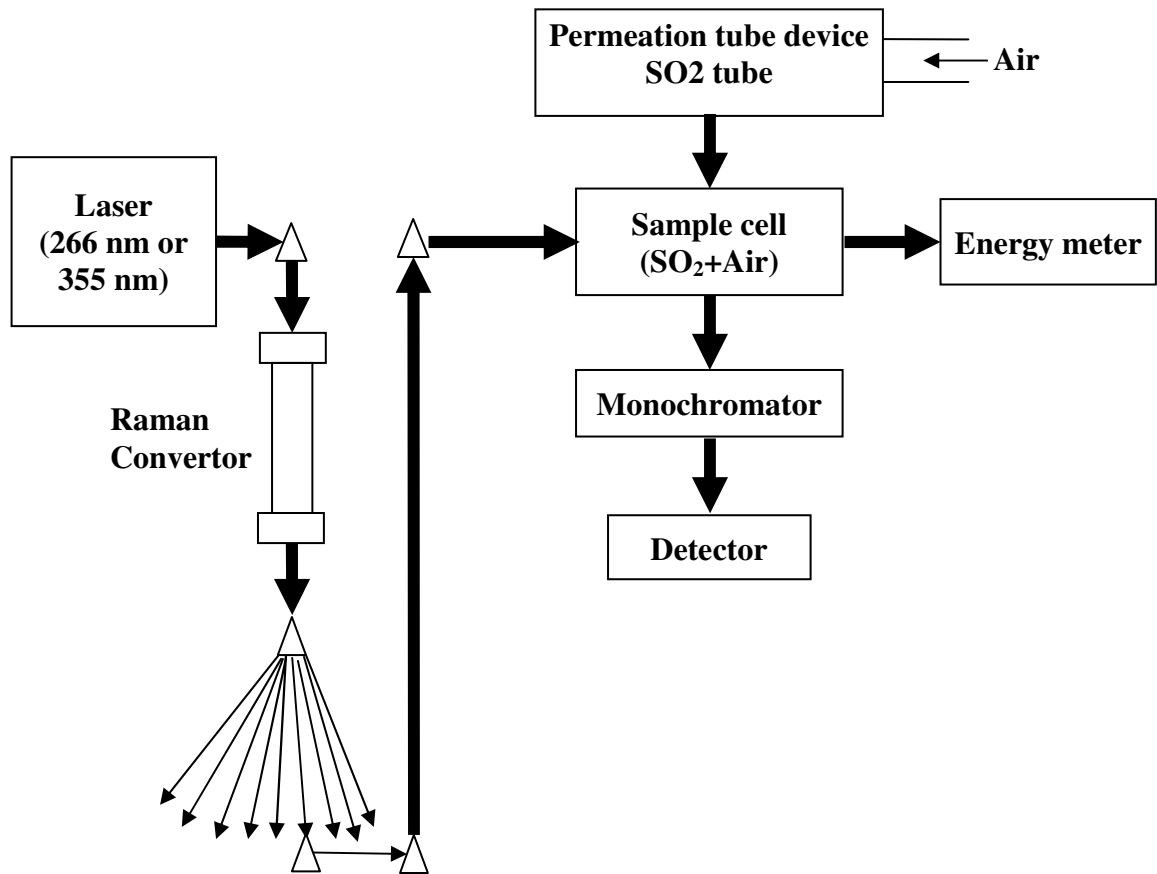 Permeation tube device
SO2 tube
Air
Laser
(266 nm or
355 nm)
Sample cell
(SO₂+Air)
Energy meter
Raman
Convertor
Monochromator
Detector